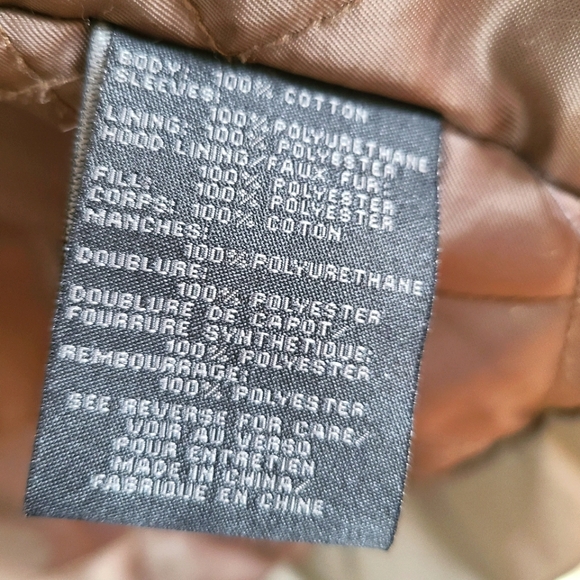 BODY: 100% COTTON
SLEEVES:
100% POLYURETHANE
LINING: 100% POLYESTER
HOOD LINING/FAUX FUR:
100% POLYESTER
FILL: 100% POLYESTER
CORPS: 100% COTON
MANCHES:
100% POLYURETHANE
DOUBLURE:
100% POLYESTER
DOUBLURE DE CAPOT/
FOURRURE SYNTHETIQUE:
100% POLYESTER
REMBOURRAGE:
100% POLYESTER
SEE REVERSE FOR CARE/
VOIR AU VERSO
POUR ENTRETIEN
MADE IN CHINA/
FABRIQUE EN CHINE